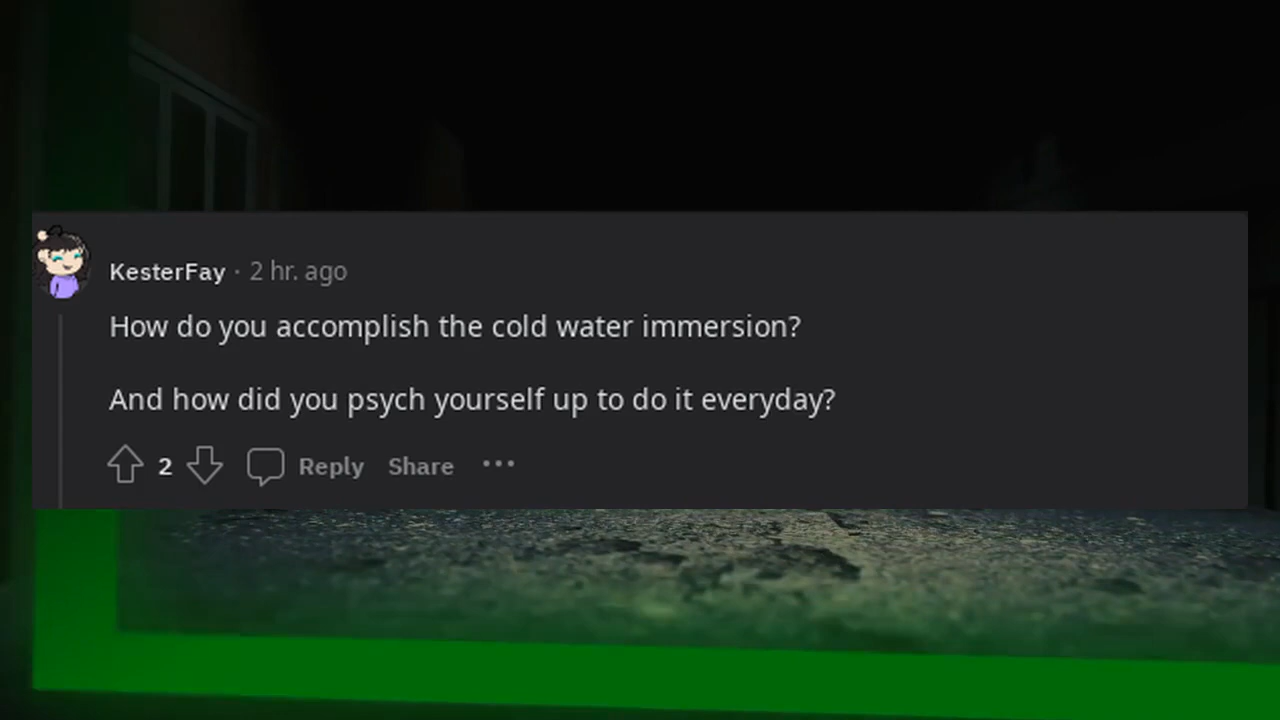 KesterFay · 2 hr. ago
How do you accomplish the cold water immersion?
And how did you psych yourself up to do it everyday?
2 Reply Share ···